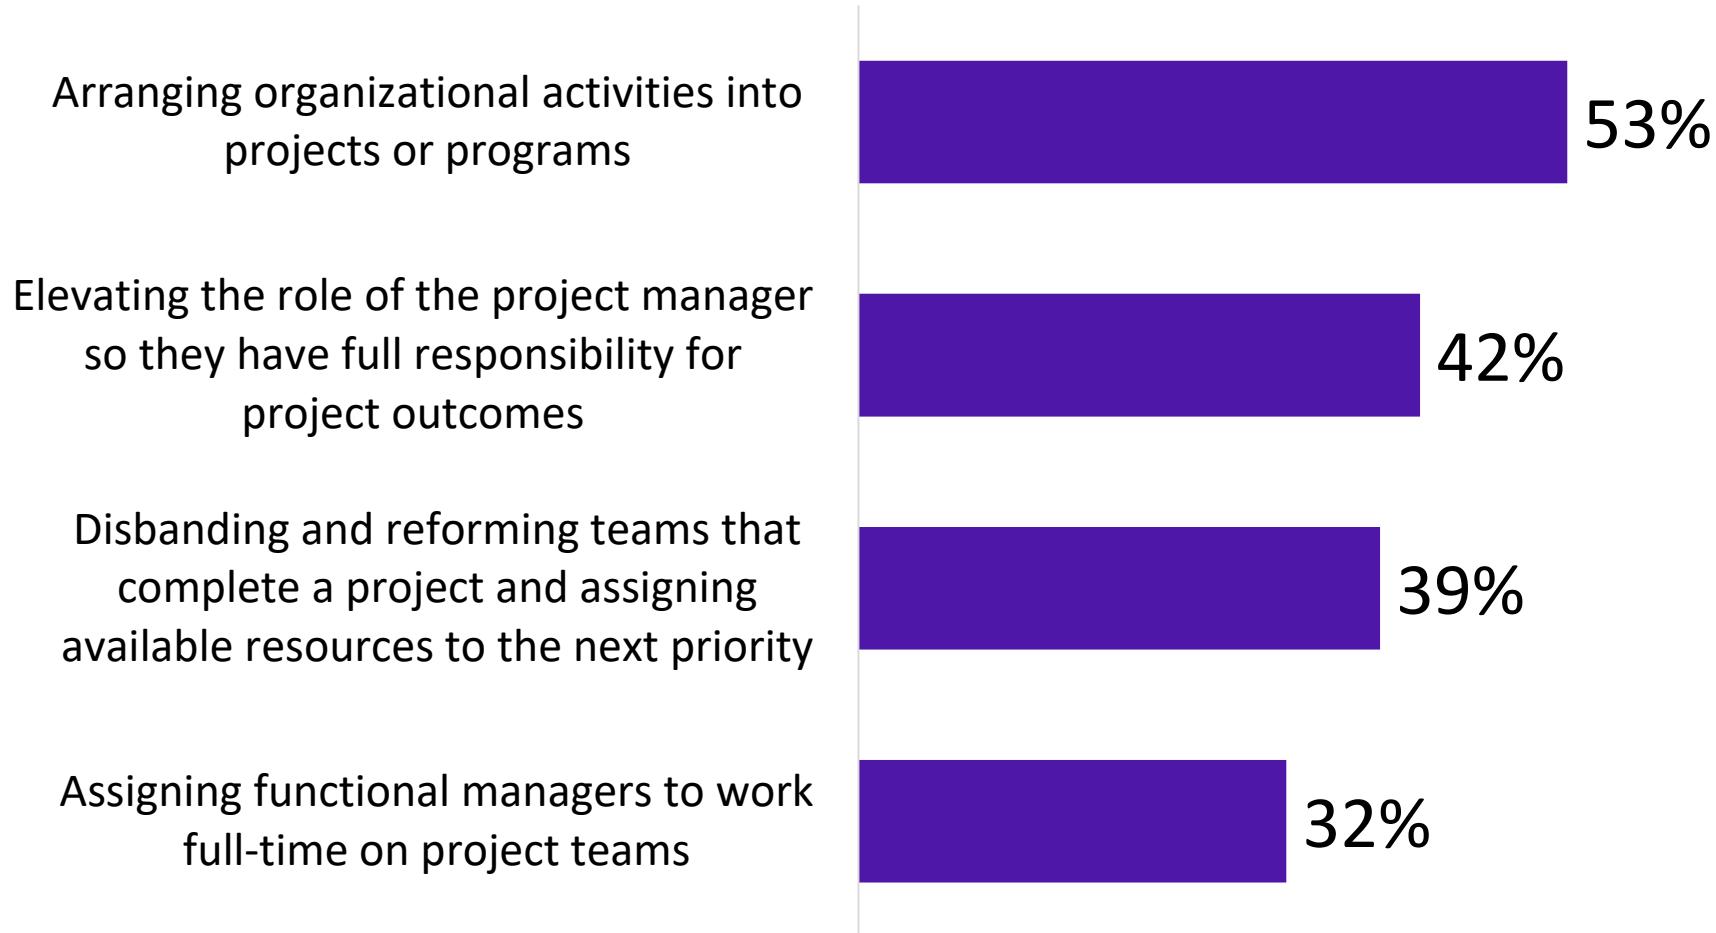 Arranging organizational activities into
projects or programs
53%
Elevating the role of the project manager
so they have full responsibility for
project outcomes
42%
Disbanding and reforming teams that
complete a project and assigning
available resources to the next priority
39%
Assigning functional managers to work
full-time on project teams
32%